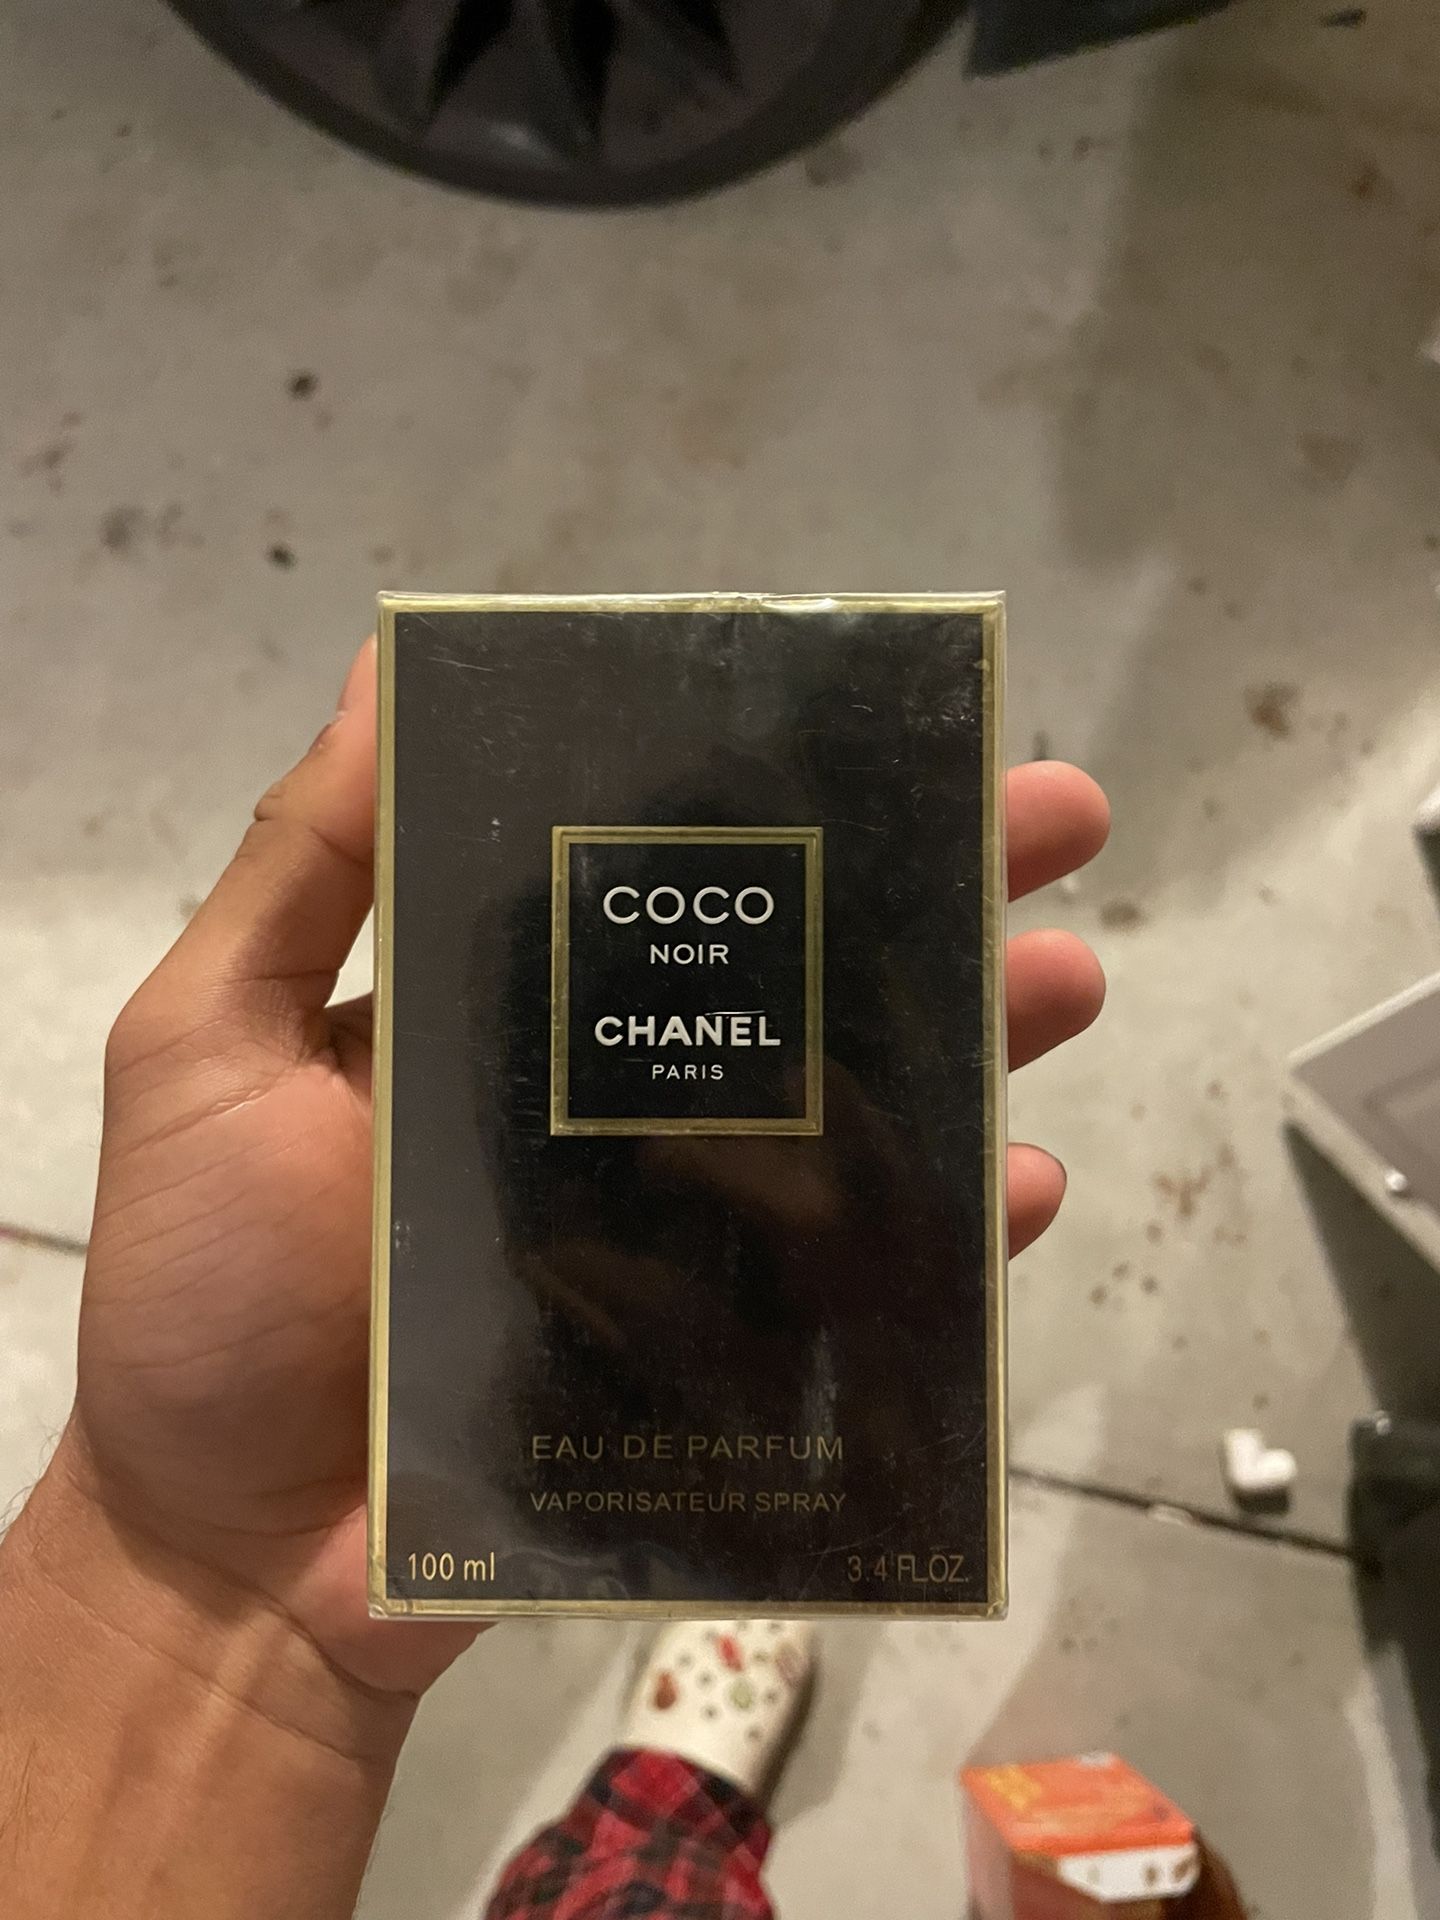 COCO
NOIR
CHANEL
PARIS
EAU DE PARFUM
VAPORISATEUR SPRAY
100 ml 3.4 FL.OZ.